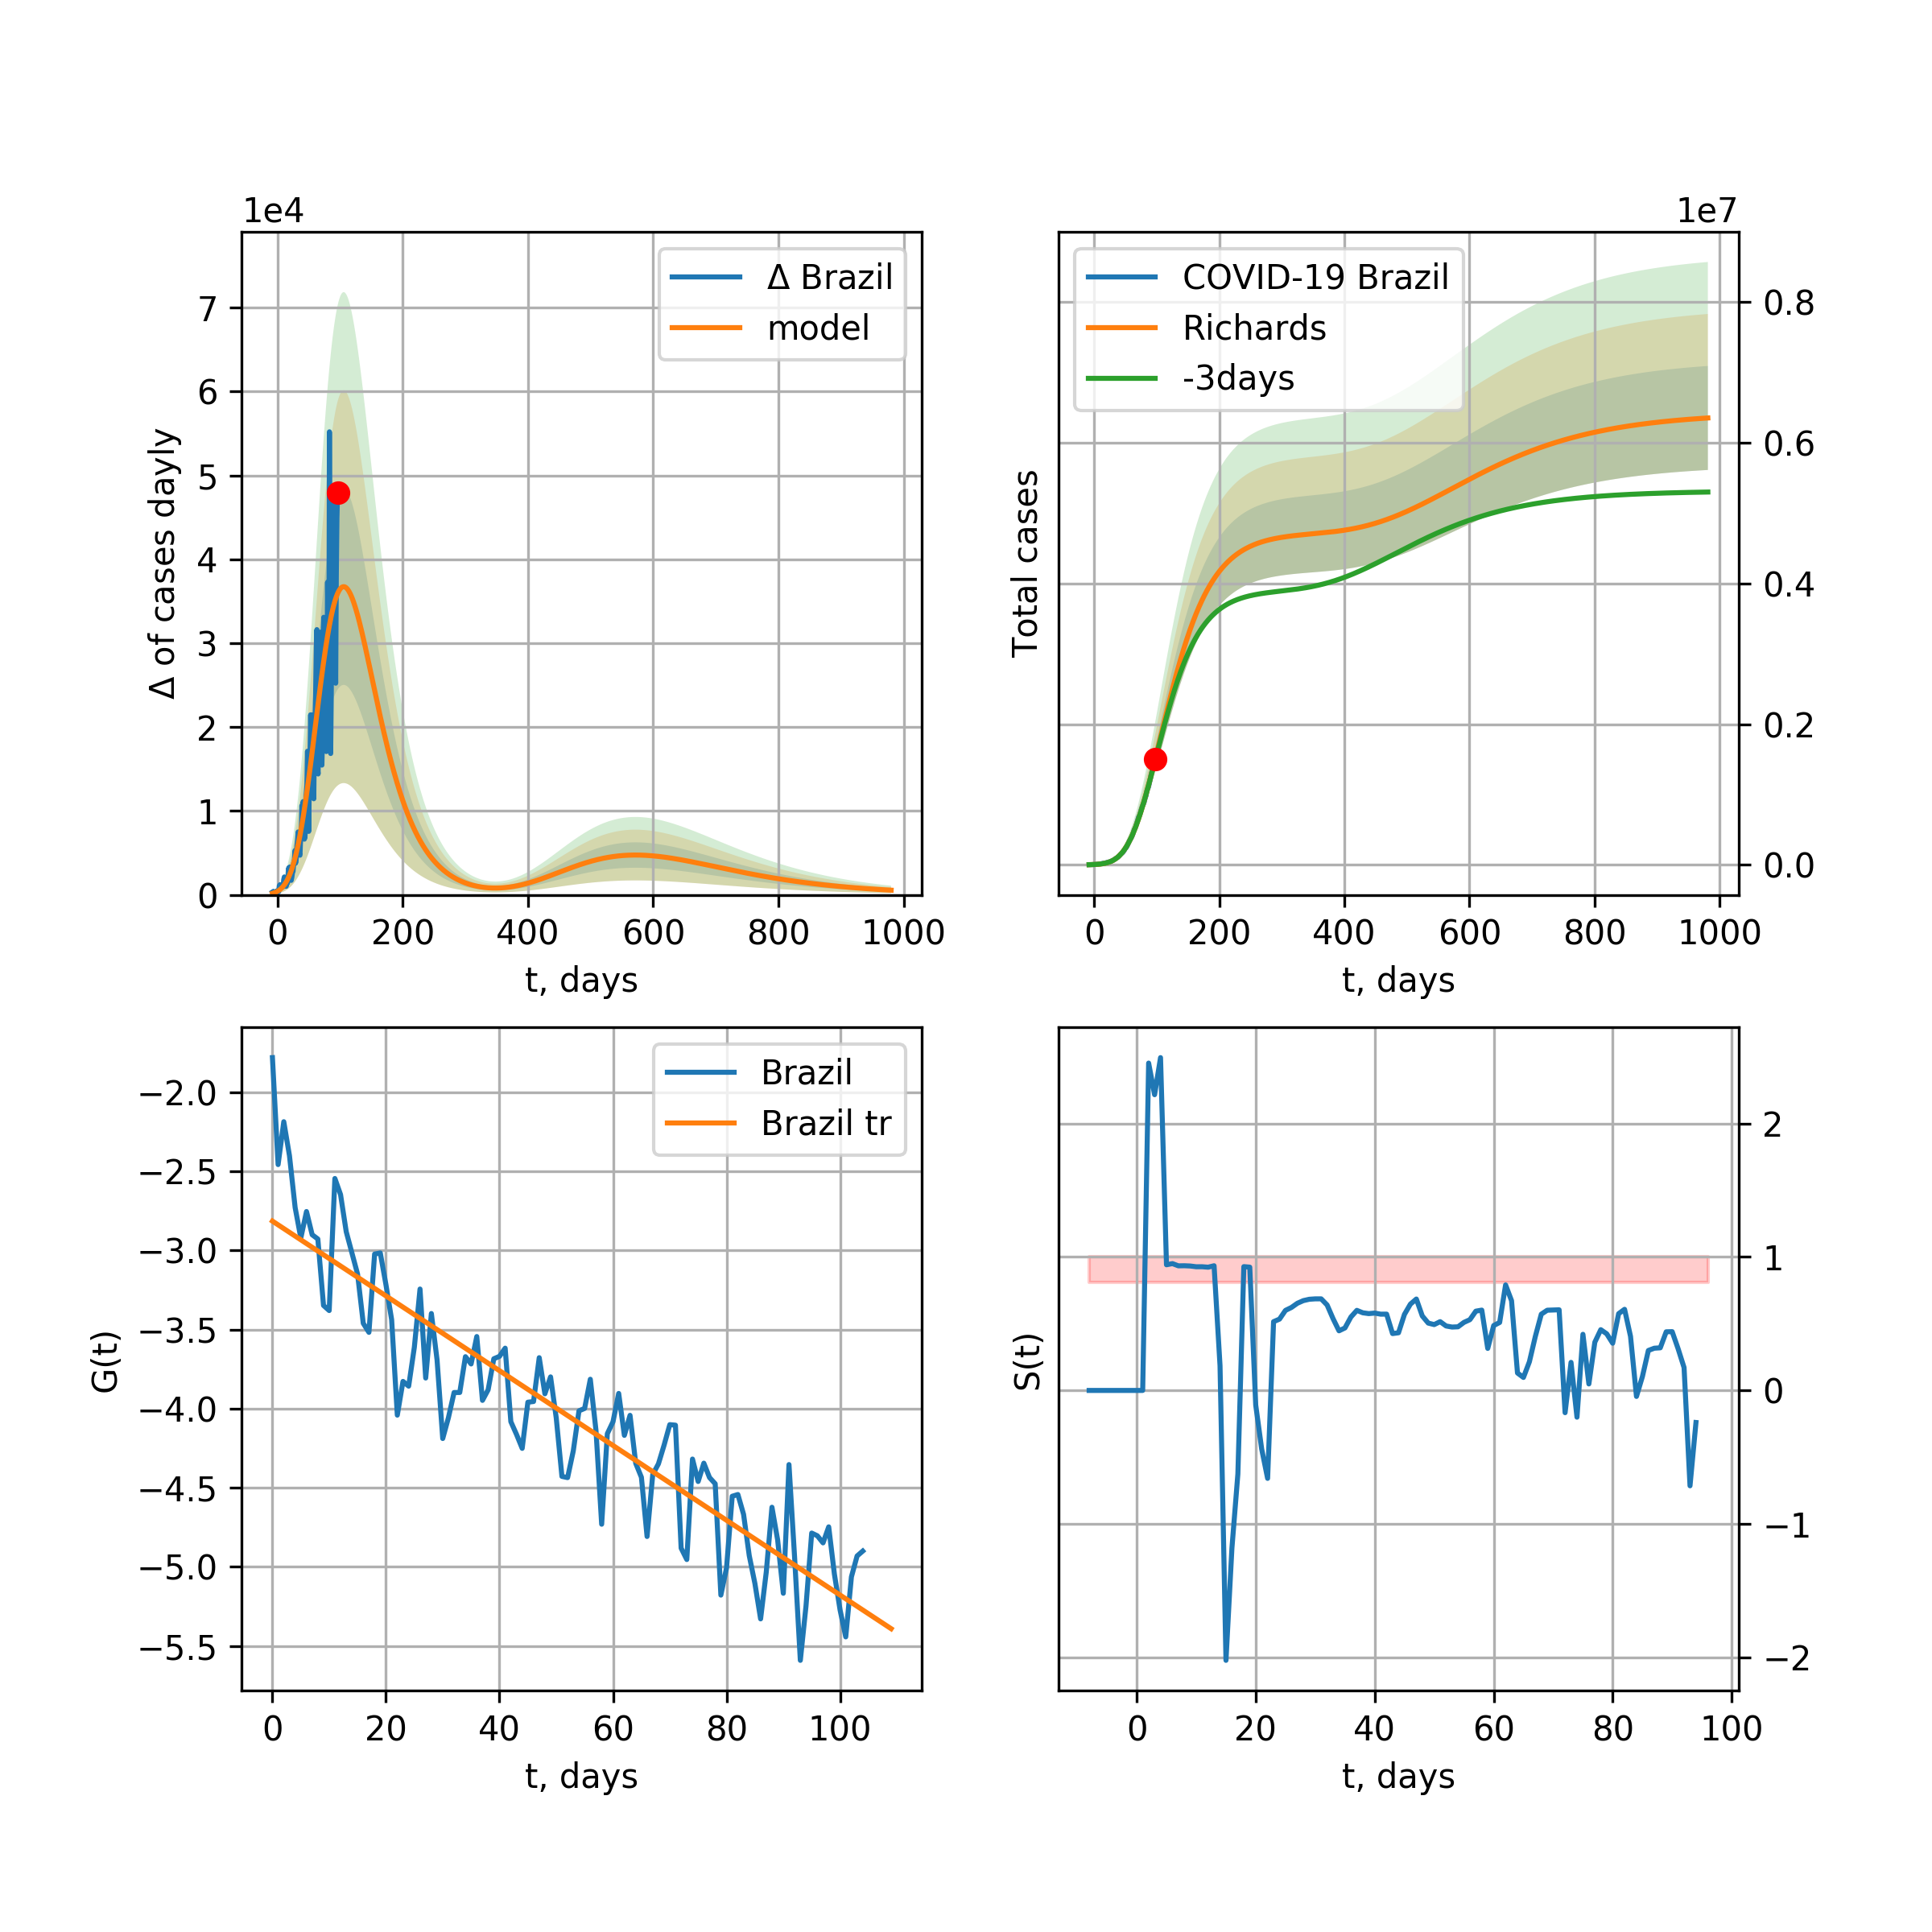 1e4
Δ Brazil
model
7
6
5
4
3
2
1
0
Δ of cases dayly
0 200 400 600 800 1000
t, days
1e7
COVID-19 Brazil
Richards
-3days
0.8
0.6
0.4
0.2
0.0
Total cases
0 200 400 600 800 1000
t, days
Brazil
Brazil tr
−2.0
−2.5
−3.0
−3.5
−4.0
−4.5
−5.0
−5.5
G(t)
0 20 40 60 80 100
t, days
2
1
0
−1
−2
S(t)
0 20 40 60 80 100
t, days